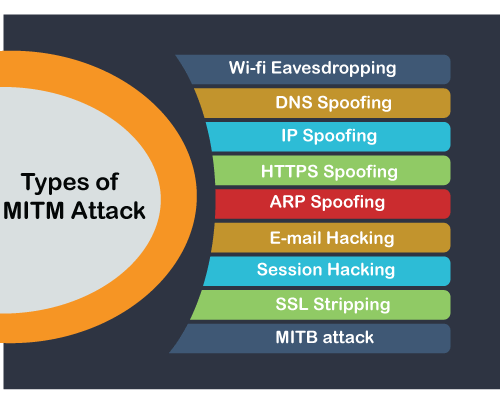 Types of
MITM Attack
Wi-fi Eavesdropping
DNS Spoofing
IP Spoofing
HTTPS Spoofing
ARP Spoofing
E-mail Hacking
Session Hacking
SSL Stripping
MITB attack